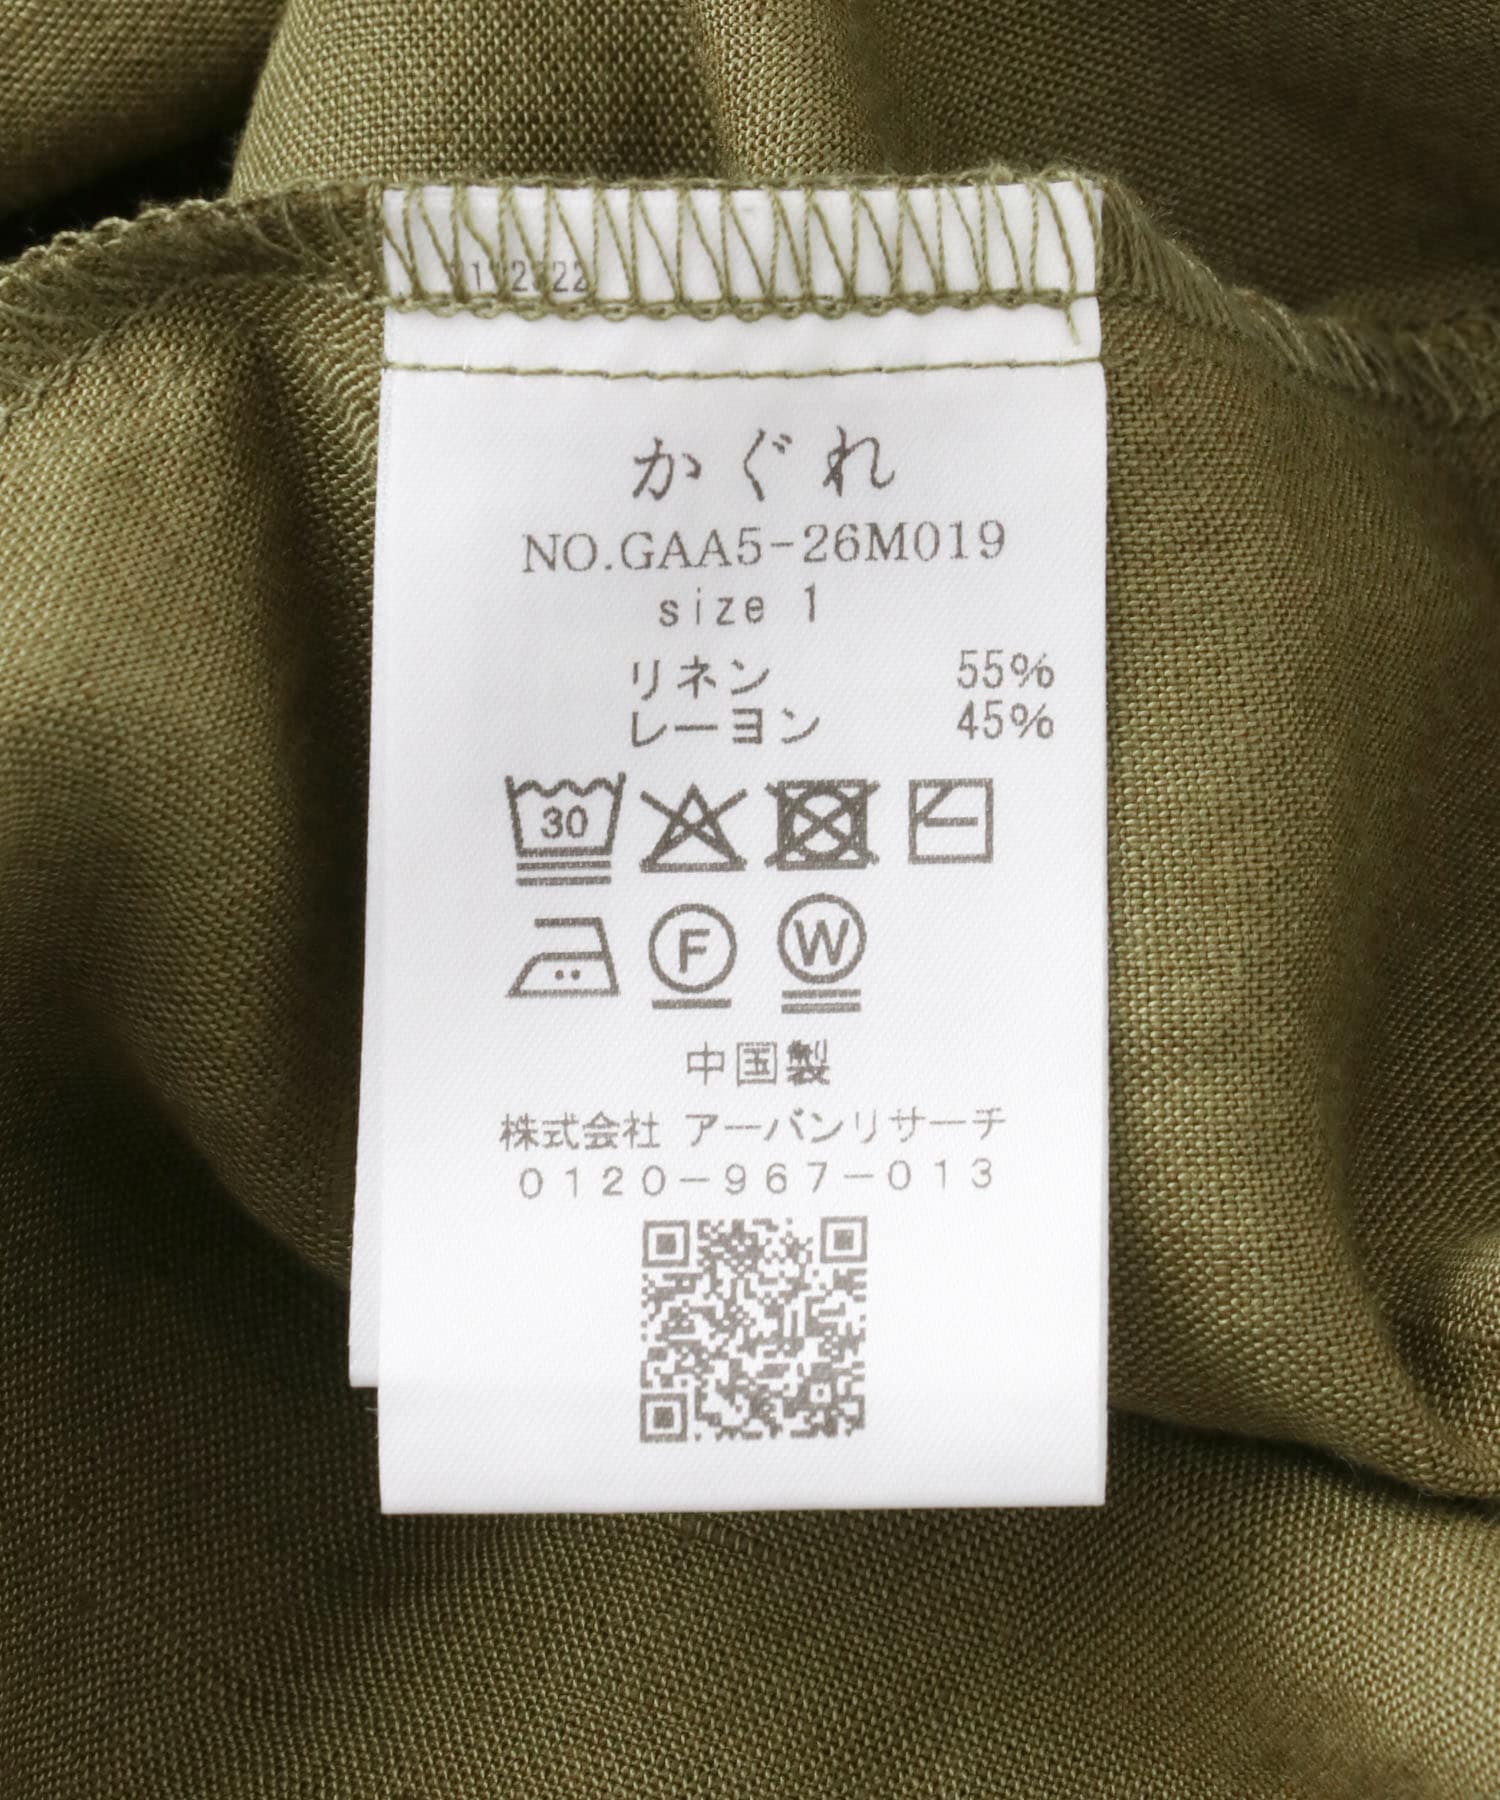 かぐれ
NO.GAA5-26M019
size 1
リネン 55%
レーヨン 45%
30
F W
中国製
株式会社 アーバンリサーチ
0120-967-013